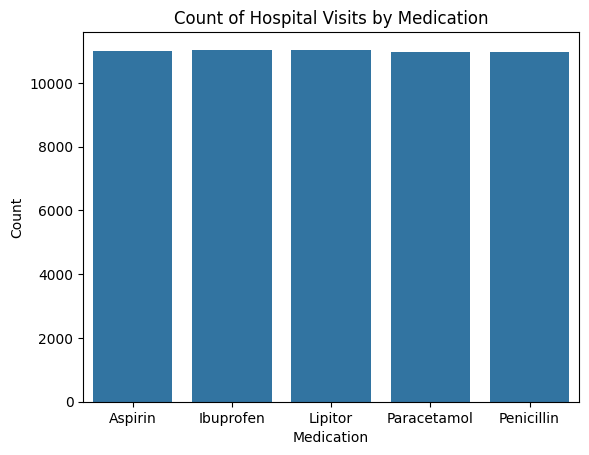 Count of Hospital Visits by Medication
Count
10000
8000
6000
4000
2000
0
Aspirin Ibuprofen Lipitor Paracetamol Penicillin
Medication